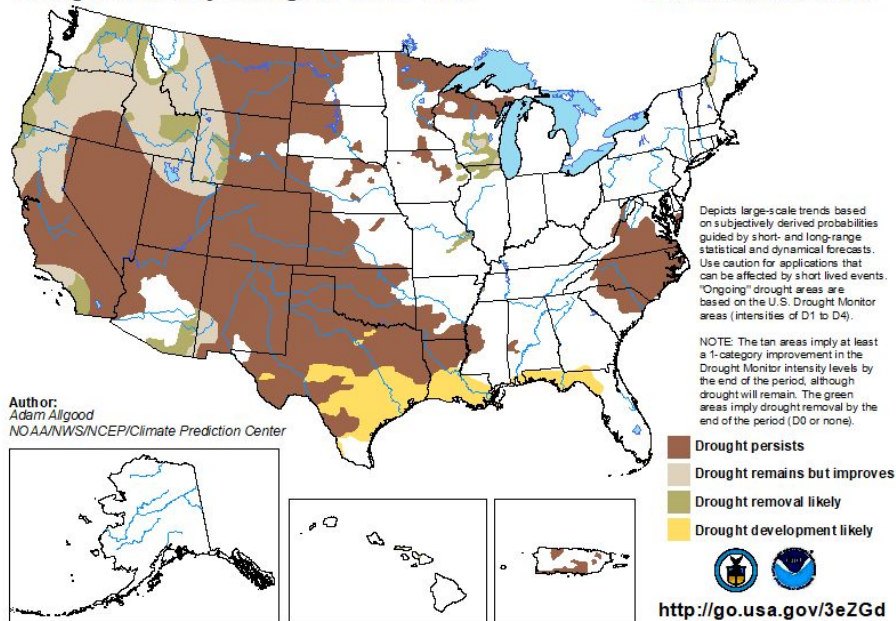 Depicts large-scale trends based
on subjectively derived probabilities
guided by short- and long-range
statistical and dynamical forecasts.
Use caution for applications that
can be affected by short lived events.
"Ongoing" drought areas are
based on the U.S. Drought Monitor
areas (intensities of D1 to D4).
NOTE: The tan areas imply at least
a 1-category improvement in the
Drought Monitor intensity levels by
the end of the period, although
drought will remain. The green
areas imply drought removal by the
end of the period (D0 or none).
Author:
Adam Allgood
NOAA/NWS/NCEP/Climate Prediction Center
Drought persists
Drought remains but improves
Drought removal likely
Drought development likely
http://go.usa.gov/3eZGd